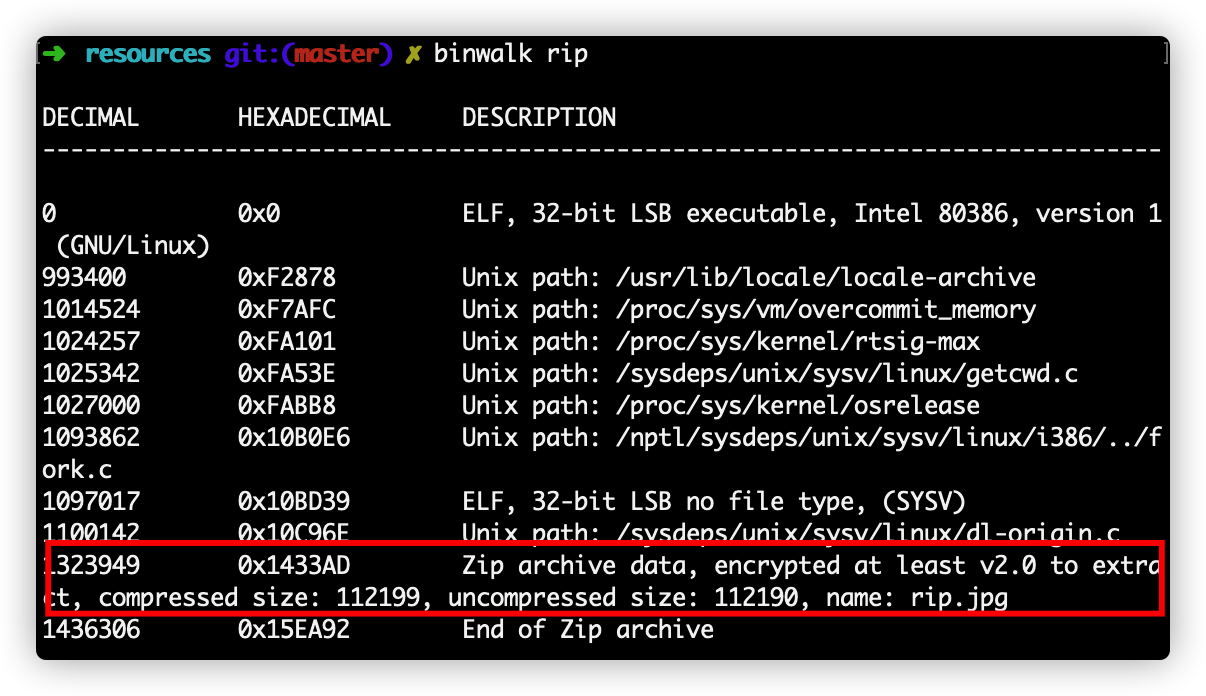 ➜ resources git:(master) ✗ binwalk rip
DECIMAL HEXADECIMAL DESCRIPTION
--------------------------------------------------------------------------------
0 0x0 ELF, 32-bit LSB executable, Intel 80386, version 1
(GNU/Linux)
993400 0xF2878 Unix path: /usr/lib/locale/locale-archive
1014524 0xF7AFC Unix path: /proc/sys/vm/overcommit_memory
1024257 0xFA101 Unix path: /proc/sys/kernel/rtsig-max
1025342 0xFA53E Unix path: /sysdeps/unix/sysv/linux/getcwd.c
1027000 0xFABB8 Unix path: /proc/sys/kernel/osrelease
1093862 0x10B0E6 Unix path: /nptl/sysdeps/unix/sysv/linux/i386/../f
ork.c
1097017 0x10BD39 ELF, 32-bit LSB no file type, (SYSV)
1100142 0x10C96E Unix path: /sysdeps/unix/sysv/linux/dl-origin.c
1323949 0x1433AD Zip archive data, encrypted at least v2.0 to extra
ct, compressed size: 112199, uncompressed size: 112190, name: rip.jpg
1436306 0x15EA92 End of Zip archive